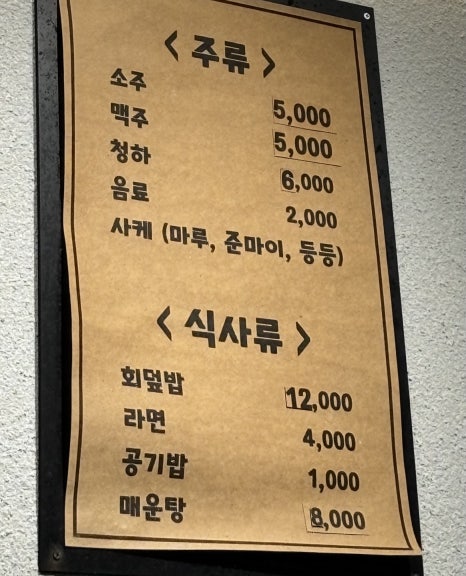 < 주류 >
소주 5,000
맥주 5,000
청하 6,000
음료 2,000
사케 (마루, 준마이, 등등)
< 식사류 >
회덮밥 12,000
라면 4,000
공기밥 1,000
매운탕 8,000